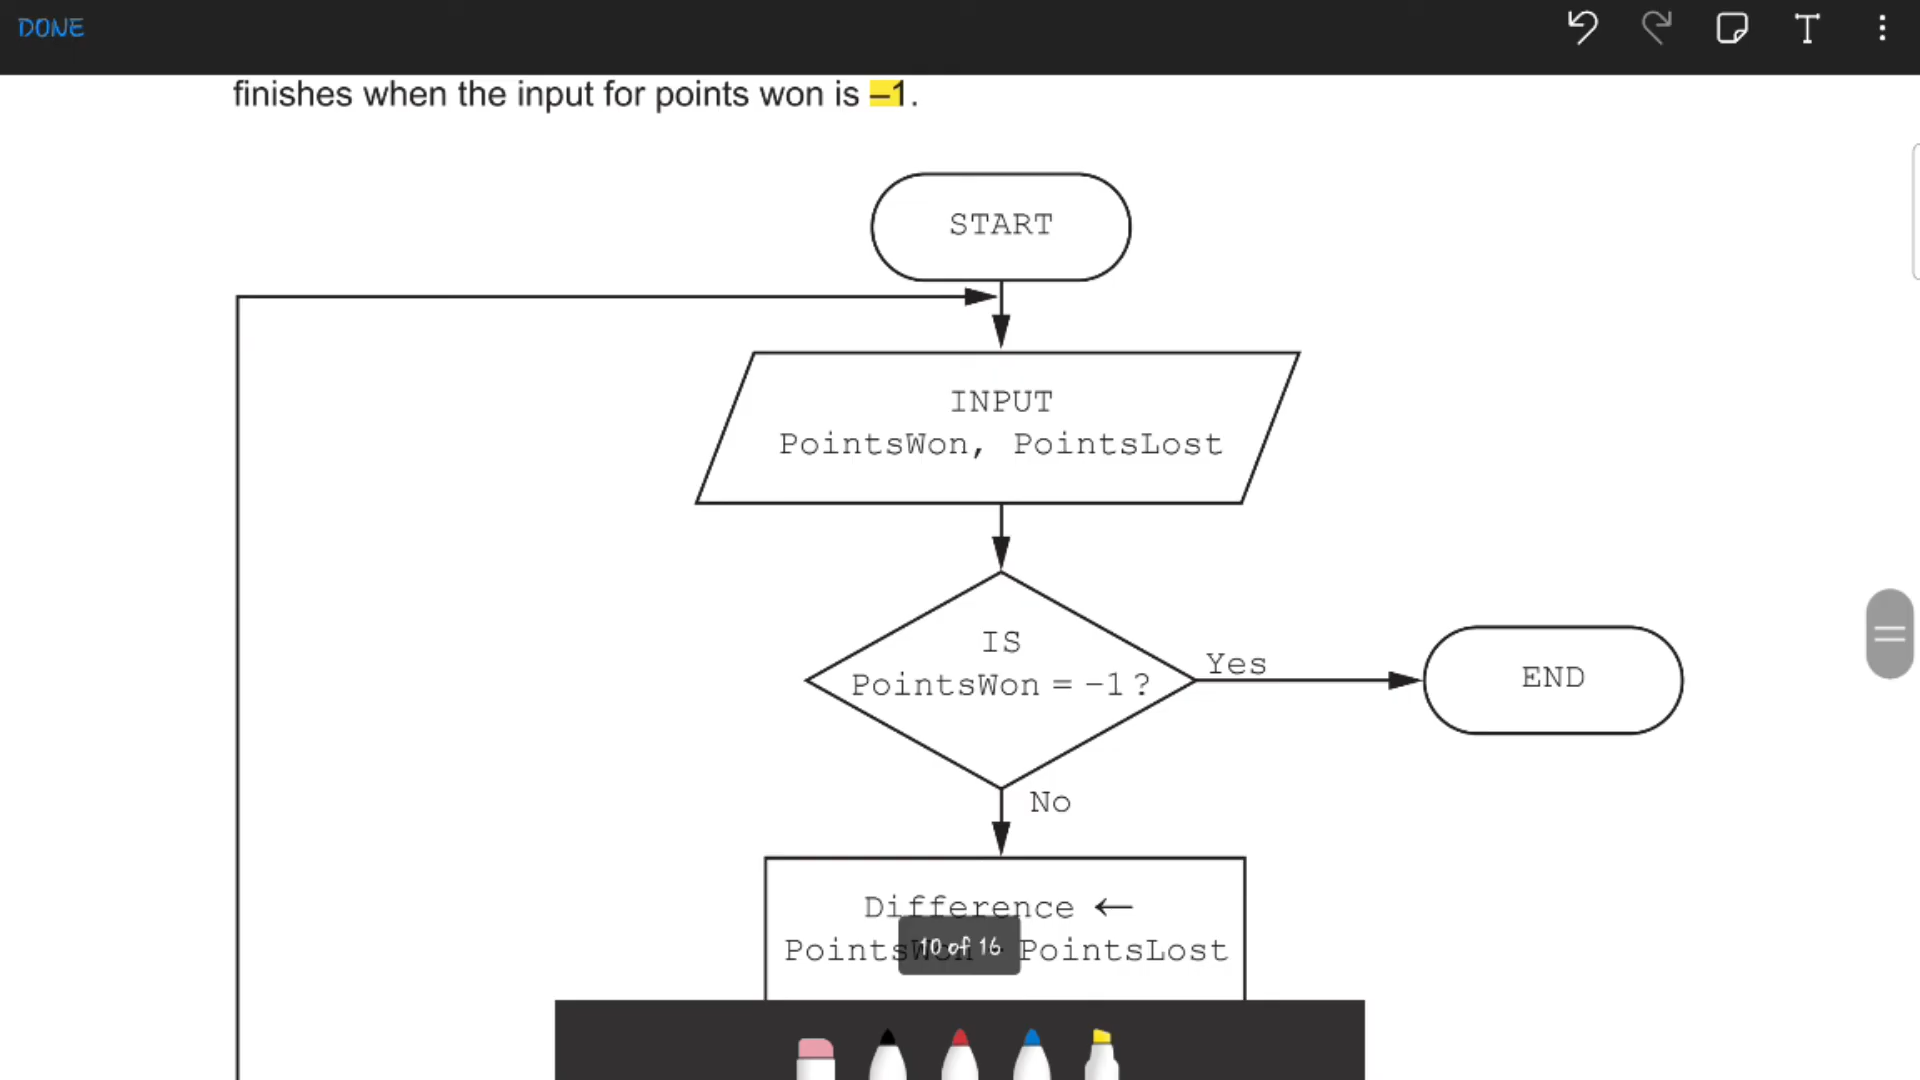 DONE
T
finishes when the input for points won is –1.
START
INPUT
PointsWon, PointsLost
IS
PointsWon = –1 ?
Yes
END
No
Difference ←
PointsWon - PointsLost
10 of 16